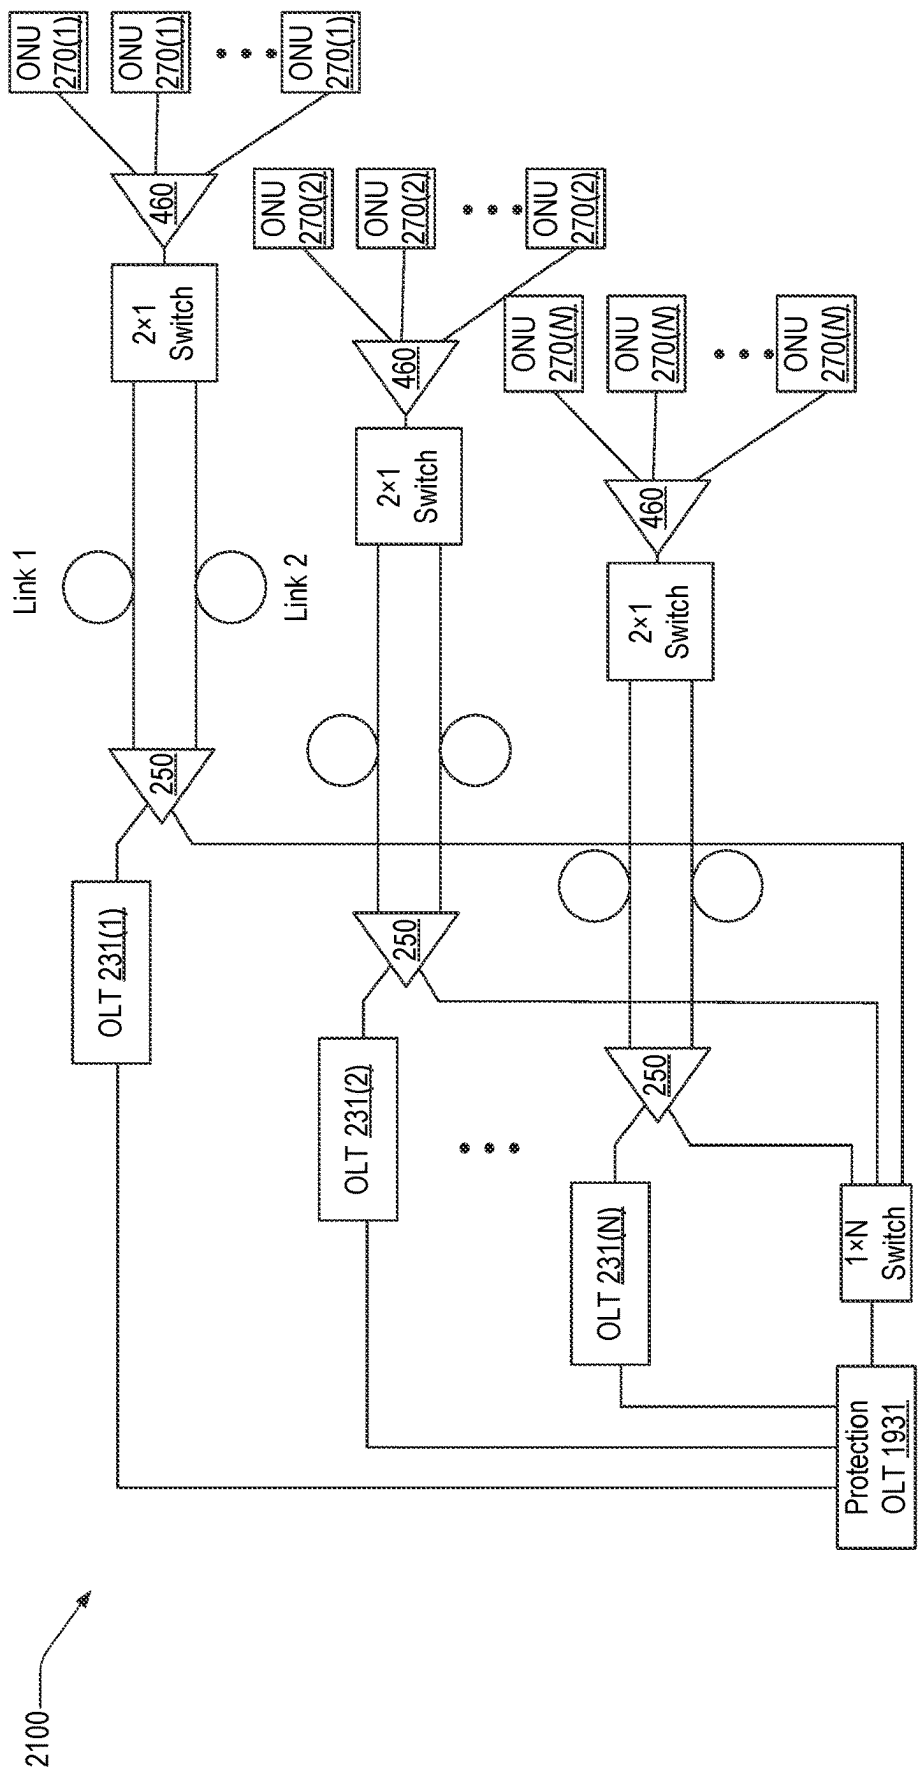 2100
Link 1
Link 2
OLT 231(1)
250
2×1
Switch
460
ONU
270(1)
ONU
270(1)
ONU
270(1)
OLT 231(2)
250
2×1
Switch
460
ONU
270(2)
ONU
270(2)
ONU
270(2)
OLT 231(N)
250
2×1
Switch
460
ONU
270(N)
ONU
270(N)
ONU
270(N)
Protection
OLT 1931
1×N
Switch